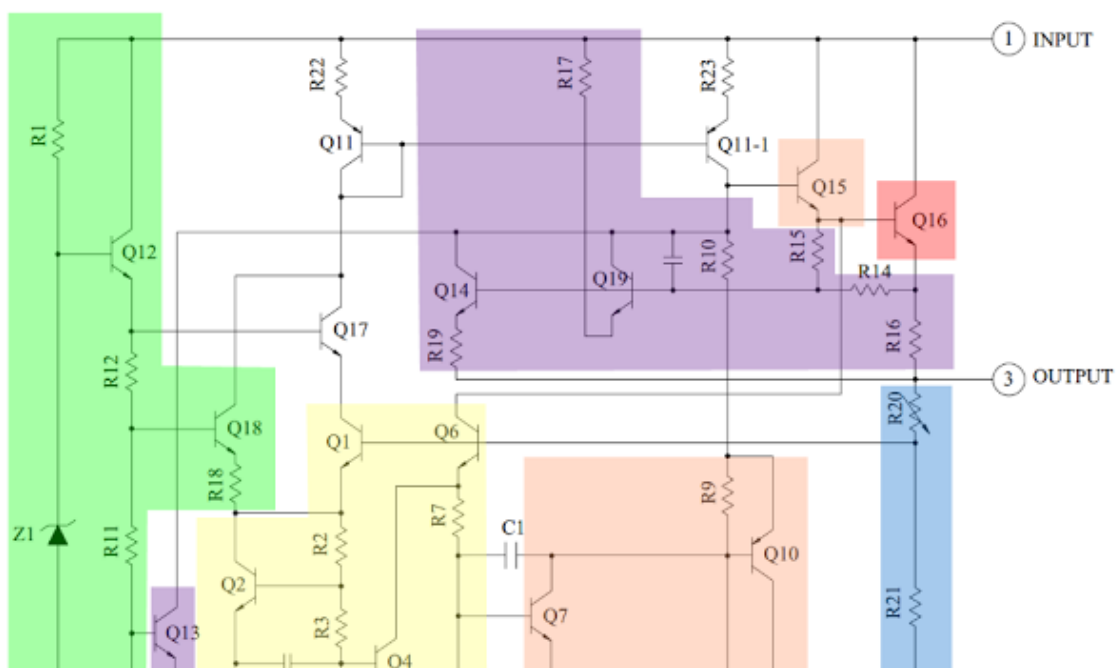 1 INPUT
R22
R17
R23
R1
Q11
Q11-1
Q15
Q16
Q12
R15
R10
Q19
R14
Q14
Q17
R19
R16
R12
3 OUTPUT
R20
Q18
Q1
Q6
R18
R9
R7
C1
Z1
R11
R2
Q10
Q2
R21
Q7
R3
Q13
Q4